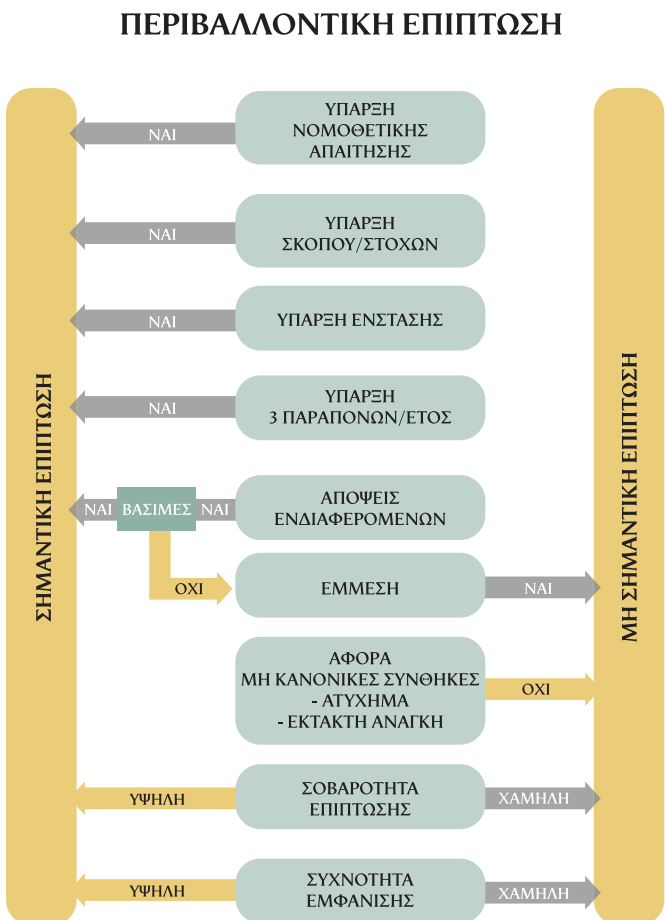 ΠΕΡΙΒΑΛΛΟΝΤΙΚΗ ΕΠΙΠΤΩΣΗ
ΣΗΜΑΝΤΙΚΗ ΕΠΙΠΤΩΣΗ
ΝΑΙ
ΥΠΑΡΞΗ
ΝΟΜΟΘΕΤΙΚΗΣ
ΑΠΑΙΤΗΣΗΣ
ΝΑΙ
ΥΠΑΡΞΗ
ΣΚΟΠΟΥ/ΣΤΟΧΩΝ
ΝΑΙ
ΥΠΑΡΞΗ ΕΝΣΤΑΣΗΣ
ΝΑΙ
ΥΠΑΡΞΗ
3 ΠΑΡΑΠΟΝΩΝ/ΕΤΟΣ
ΝΑΙ ΒΑΣΙΜΕΣ ΝΑΙ
ΑΠΟΨΕΙΣ
ΕΝΔΙΑΦΕΡΟΜΕΝΩΝ
ΟΧΙ
ΕΜΜΕΣΗ
ΝΑΙ
ΑΦΟΡΑ
ΜΗ ΚΑΝΟΝΙΚΕΣ ΣΥΝΘΗΚΕΣ
- ΑΤΥΧΗΜΑ
- ΕΚΤΑΚΤΗ ΑΝΑΓΚΗ
ΟΧΙ
ΥΨΗΛΗ
ΣΟΒΑΡΟΤΗΤΑ
ΕΠΙΠΤΩΣΗΣ
ΧΑΜΗΛΗ
ΥΨΗΛΗ
ΣΥΧΝΟΤΗΤΑ
ΕΜΦΑΝΙΣΗΣ
ΧΑΜΗΛΗ
ΜΗ ΣΗΜΑΝΤΙΚΗ ΕΠΙΠΤΩΣΗ